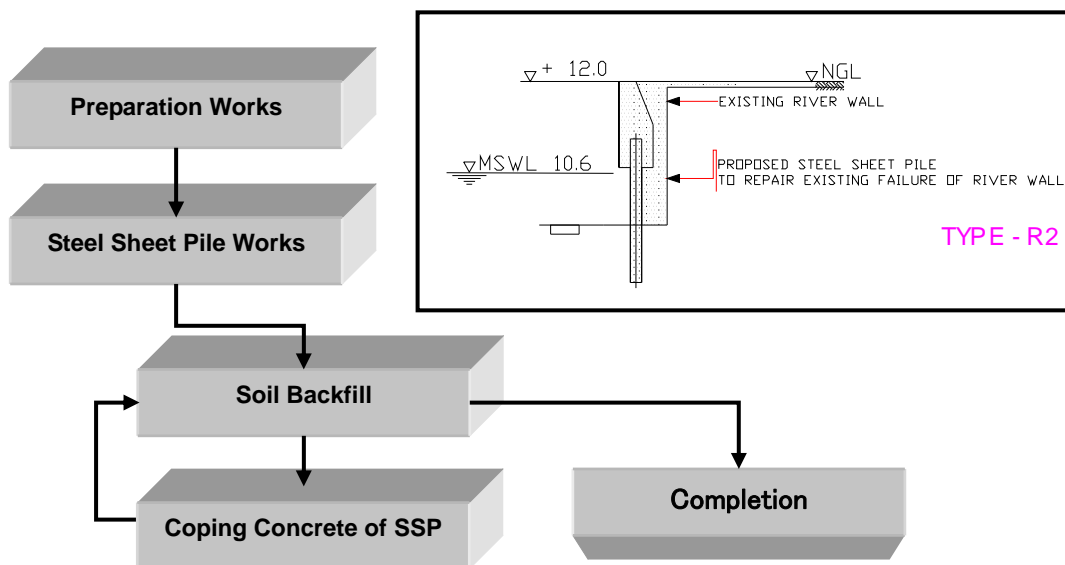 Preparation Works
Steel Sheet Pile Works
Soil Backfill
Coping Concrete of SSP
Completion
+ 12.0
NGL
EXISTING RIVER WALL
MSWL 10.6
PROPOSED STEEL SHEET PILE
TO REPAIR EXISTING FAILURE OF RIVER WALL
TYPE - R2